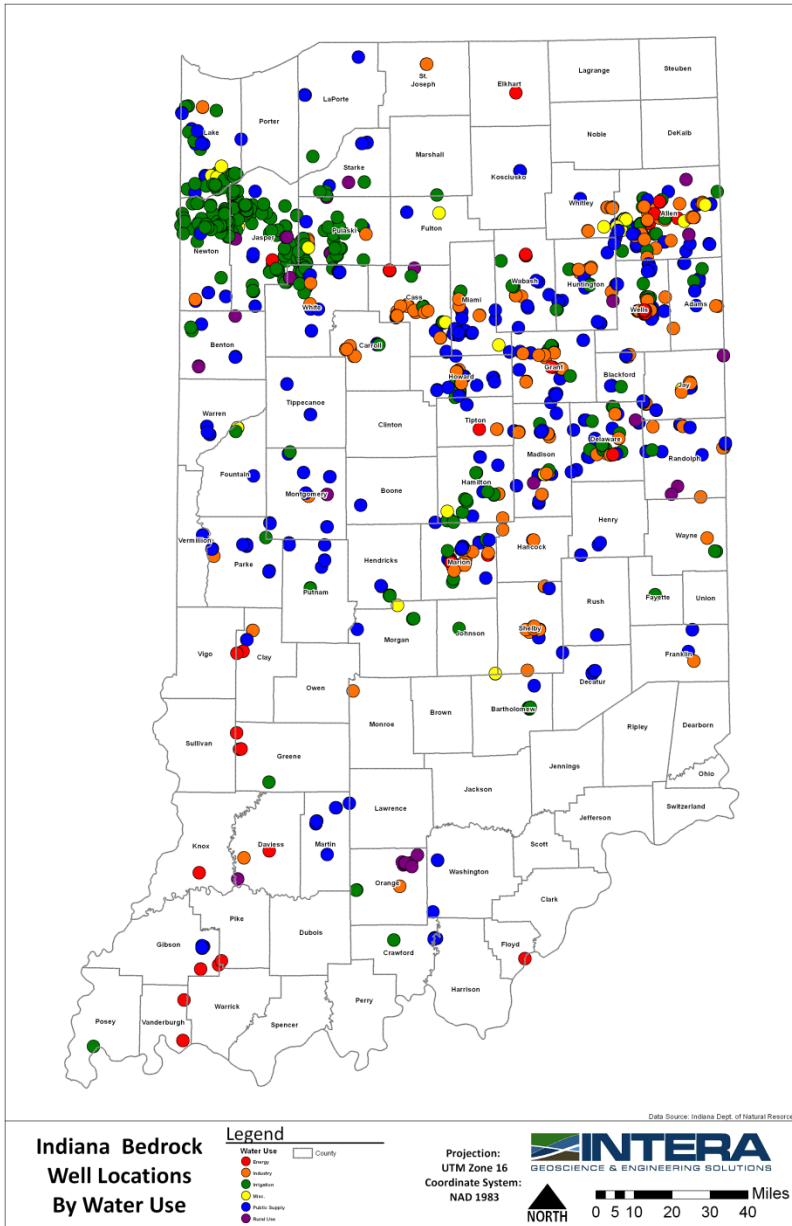 St.
Joseph
Elkhart
Lagrange
Steuben
LaPorte
Porter
Lake
Noble
DeKalb
Marshall
Starke
Kosciusko
Whitley
Allen
Fulton
Pulaski
Newton
Jasper
Wabash
Huntington
Cass
Miami
White
Wells
Adams
Benton
Carroll
Grant
Blackford
Howard
Jay
Tippecanoe
Warren
Clinton
Tipton
Delaware
Madison
Randolph
Fountain
Hamilton
Montgomery
Boone
Henry
Vermillion
Wayne
Hancock
Parke
Hendricks
Marion
Putnam
Rush
Fayette
Union
Shelby
Johnson
Morgan
Vigo
Clay
Franklin
Decatur
Owen
Bartholomew
Monroe
Brown
Ripley
Dearborn
Sullivan
Greene
Jennings
Ohio
Jackson
Lawrence
Switzerland
Jefferson
Knox
Daviess
Martin
Scott
Washington
Orange
Clark
Pike
Dubois
Gibson
Floyd
Crawford
Harrison
Perry
Warrick
Posey
Vanderburgh
Spencer
Data Source: Indiana Dept. of Natural Resorce
Indiana Bedrock
Well Locations
By Water Use
Legend
Water Use
Energy
Industry
Irrigation
Misc.
Public Supply
Rural Use
County
Projection:
UTM Zone 16
Coordinate System:
NAD 1983
INTERA
GEOSCIENCE & ENGINEERING SOLUTIONS
NORTH
Miles
0 5 10 20 30 40